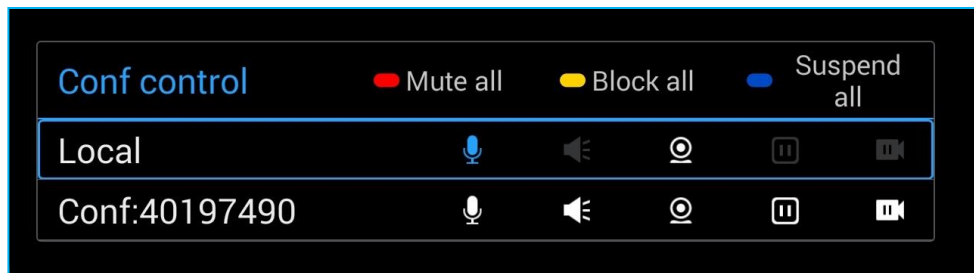 Conf control
Mute all
Block all
Suspend
all
Local
Conf:40197490